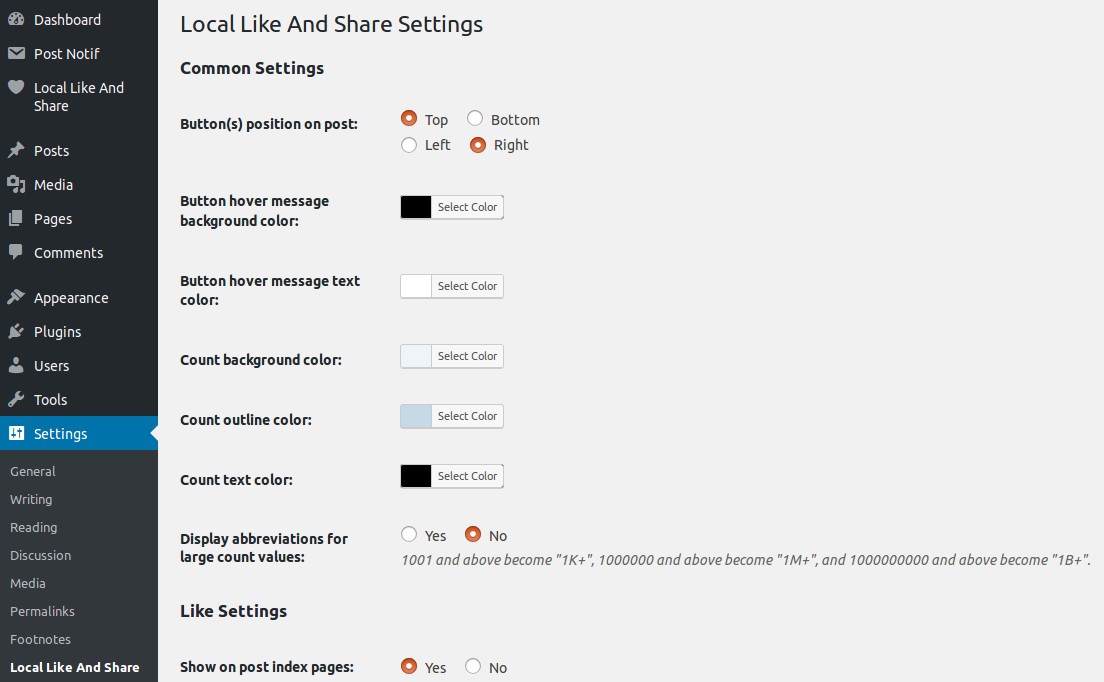 Dashboard
Post Notif
Local Like And
Share
Posts
Media
Pages
Comments
Appearance
Plugins
Users
Tools
Settings
General
Writing
Reading
Discussion
Media
Permalinks
Footnotes
Local Like And Share
Local Like And Share Settings
Common Settings
Button(s) position on post:
Top Bottom
Left Right
Button hover message
background color:
Select Color
Button hover message text
color:
Select Color
Count background color:
Select Color
Count outline color:
Select Color
Count text color:
Select Color
Display abbreviations for
large count values:
Yes No
1001 and above become "1K+", 1000000 and above become "1M+", and 1000000000 and above become "1B+".
Like Settings
Show on post index pages:
Yes No